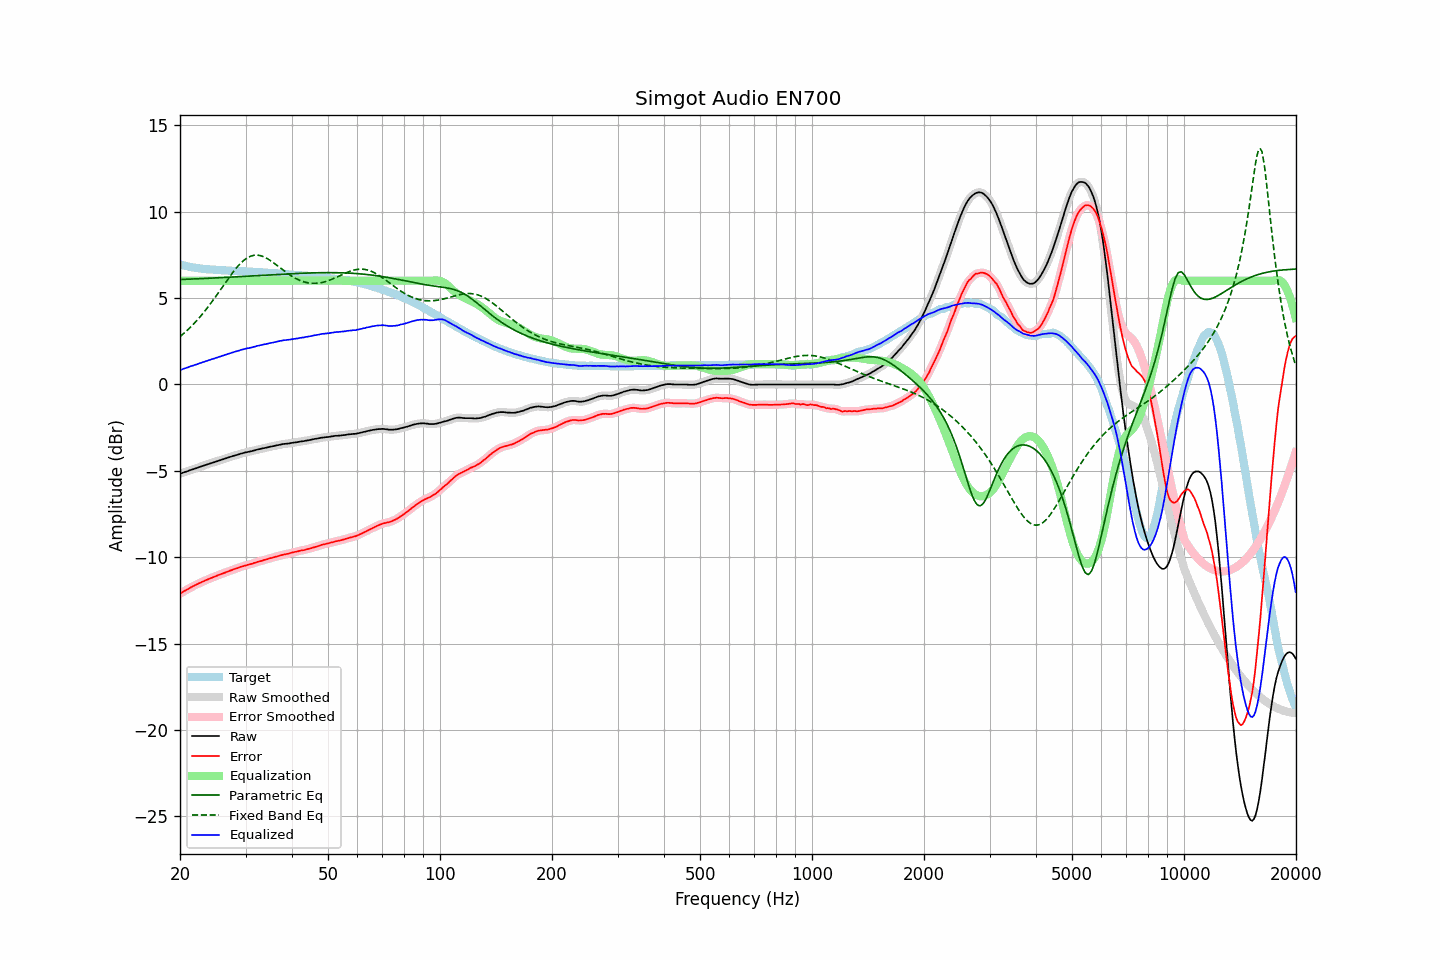 Simgot Audio EN700
Amplitude (dBr)
15
10
5
0
−5
−10
−15
−20
−25
Target
Raw Smoothed
Error Smoothed
Raw
Error
Equalization
Parametric Eq
Fixed Band Eq
Equalized
20 50 100 200 500 1000 2000 5000 10000 20000
Frequency (Hz)